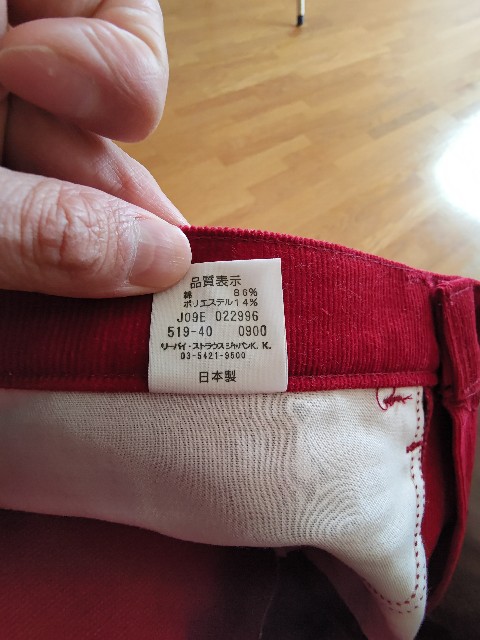 品質表示
綿 86%
ポリエステル14%
J09E 022996
519-40 0900
リーバイ・ストラウスジャパンK.K.
03-5421-9500
日本製